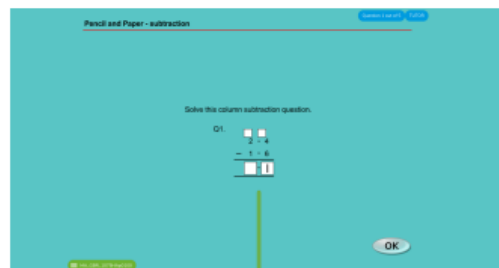 Pencil and Paper - subtraction
Solve this column subtraction question.
Q1.
2 · 4
− 1 · 6
OK